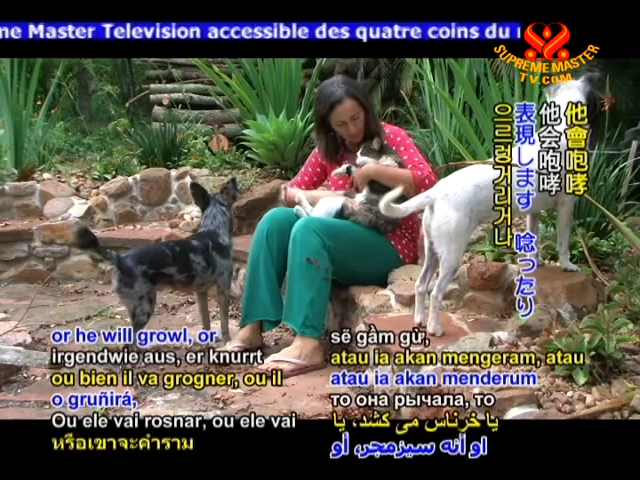 me Master Television accessible des quatre coins du
SUPREME MASTER
TV.COM
他會咆哮
他会咆哮
表現します 唸ったり
으르렁거리거나
or he will growl, or
irgendwie aus, er knurrt
ou bien il va grogner, ou il
o gruñirá,
Ou ele vai rosnar, ou ele vai
หรือเขาจะคำราม
sẽ gầm gừ,
atau ia akan mengeram, atau
atau ia akan menderum
то она рычала, то
یا خرناس می کشد، یا
او أنه سيزمجر، أو